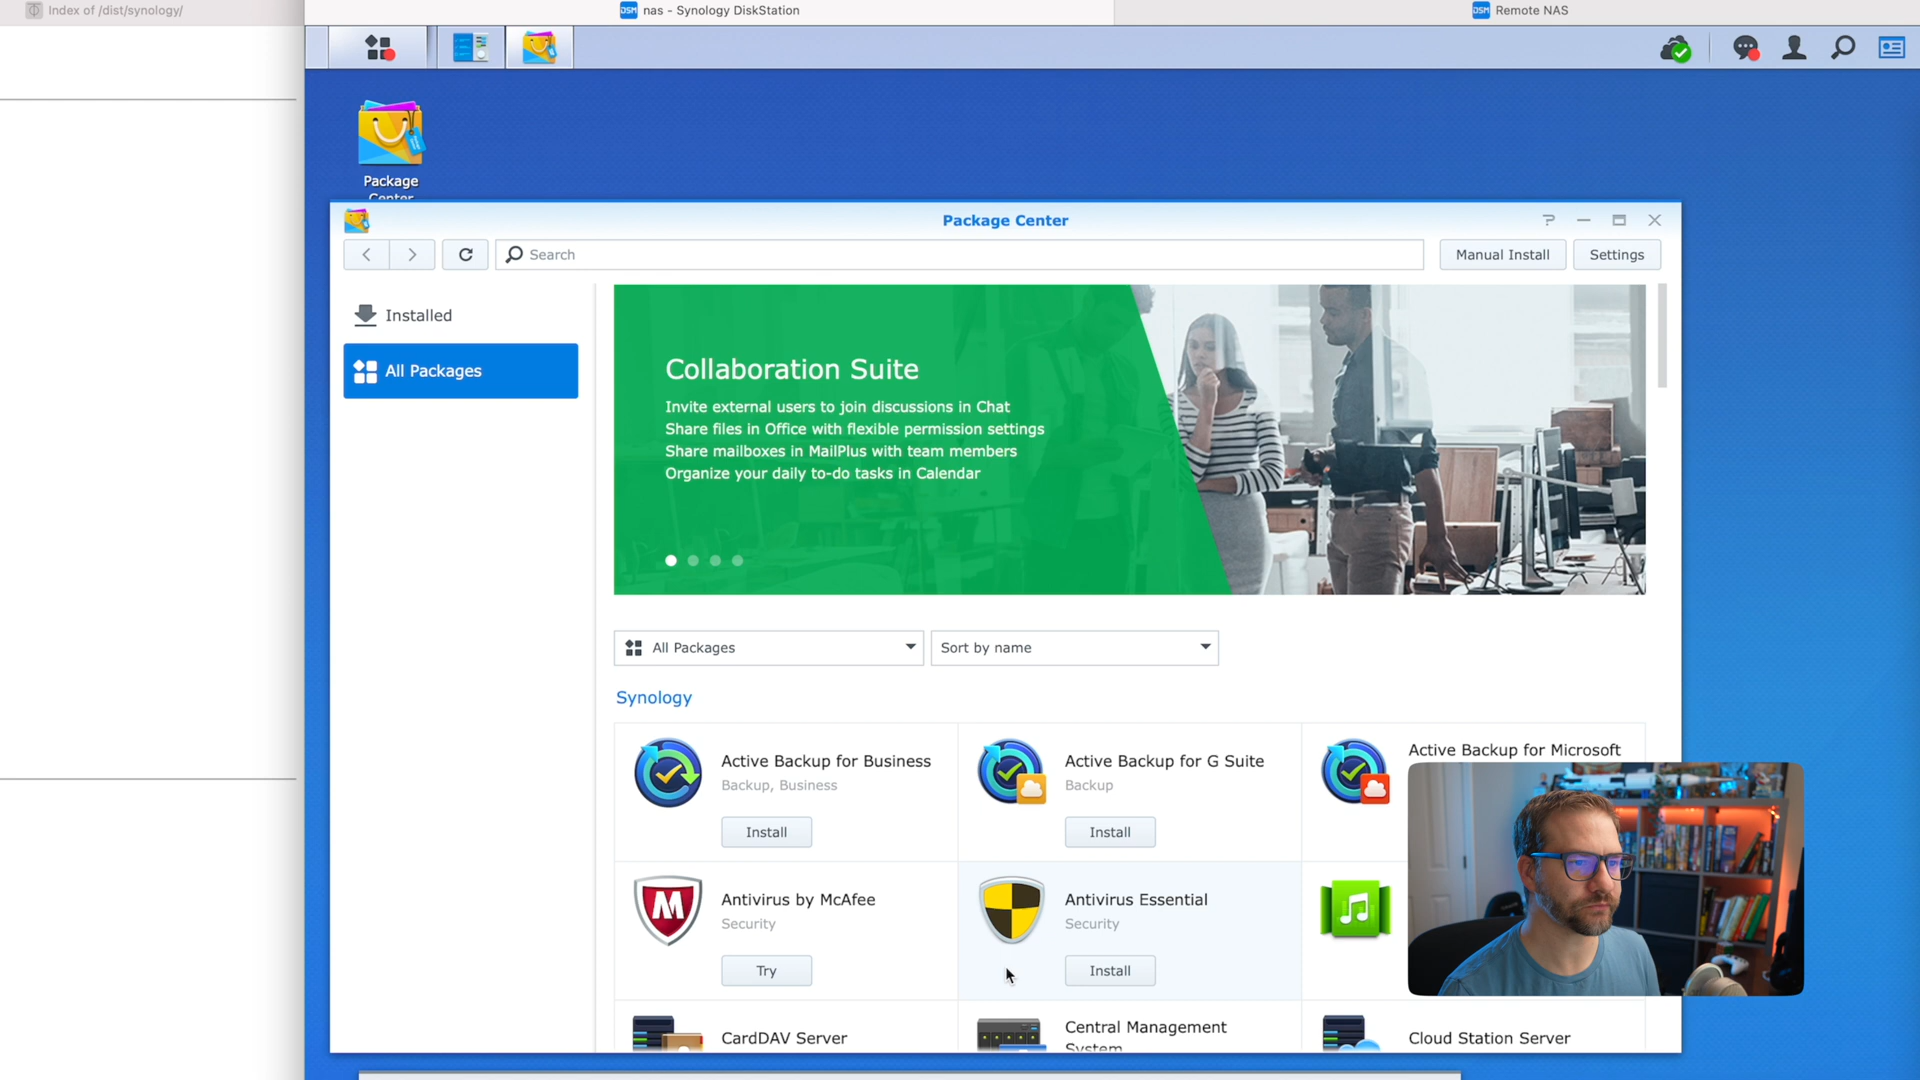 Index of /dist/synology/
nas - Synology DiskStation
Remote NAS
Package
Center
Package Center
Search
Manual Install
Settings
Installed
All Packages
Collaboration Suite
Invite external users to join discussions in Chat
Share files in Office with flexible permission settings
Share mailboxes in MailPlus with team members
Organize your daily to-do tasks in Calendar
All Packages
Sort by name
Synology
Active Backup for Business
Backup, Business
Install
Active Backup for G Suite
Backup
Install
Active Backup for Microsoft
Antivirus by McAfee
Security
Try
Antivirus Essential
Security
Install
CardDAV Server
Central Management
System
Cloud Station Server